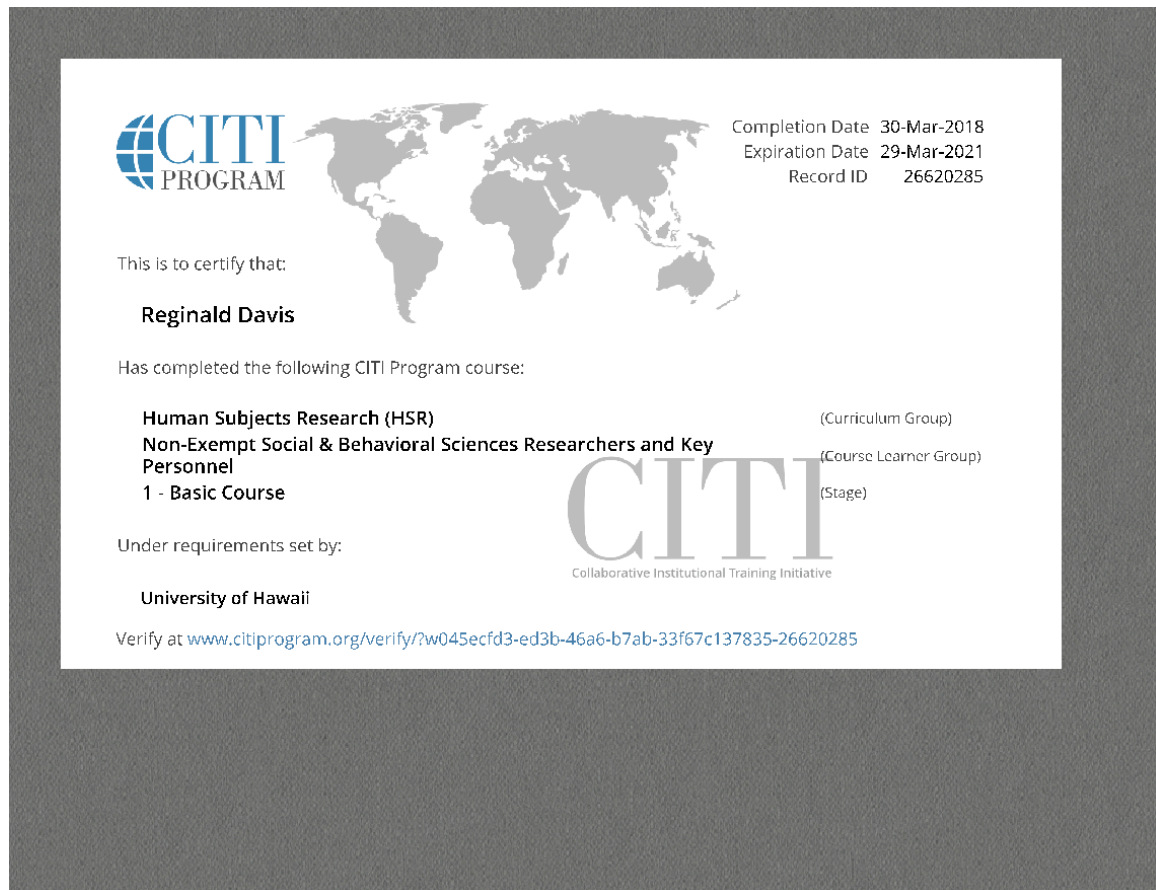 CITI
PROGRAM
Completion Date 30-Mar-2018
Expiration Date 29-Mar-2021
Record ID 26620285
This is to certify that:
Reginald Davis
Has completed the following CITI Program course:
Human Subjects Research (HSR) (Curriculum Group)
Non-Exempt Social & Behavioral Sciences Researchers and Key
Personnel (Course Learner Group)
1 - Basic Course (Stage)
CITI
Collaborative Institutional Training Initiative
Under requirements set by:
University of Hawaii
Verify at www.citiprogram.org/verify/?w045ecfd3-ed3b-46a6-b7ab-33f67c137835-26620285